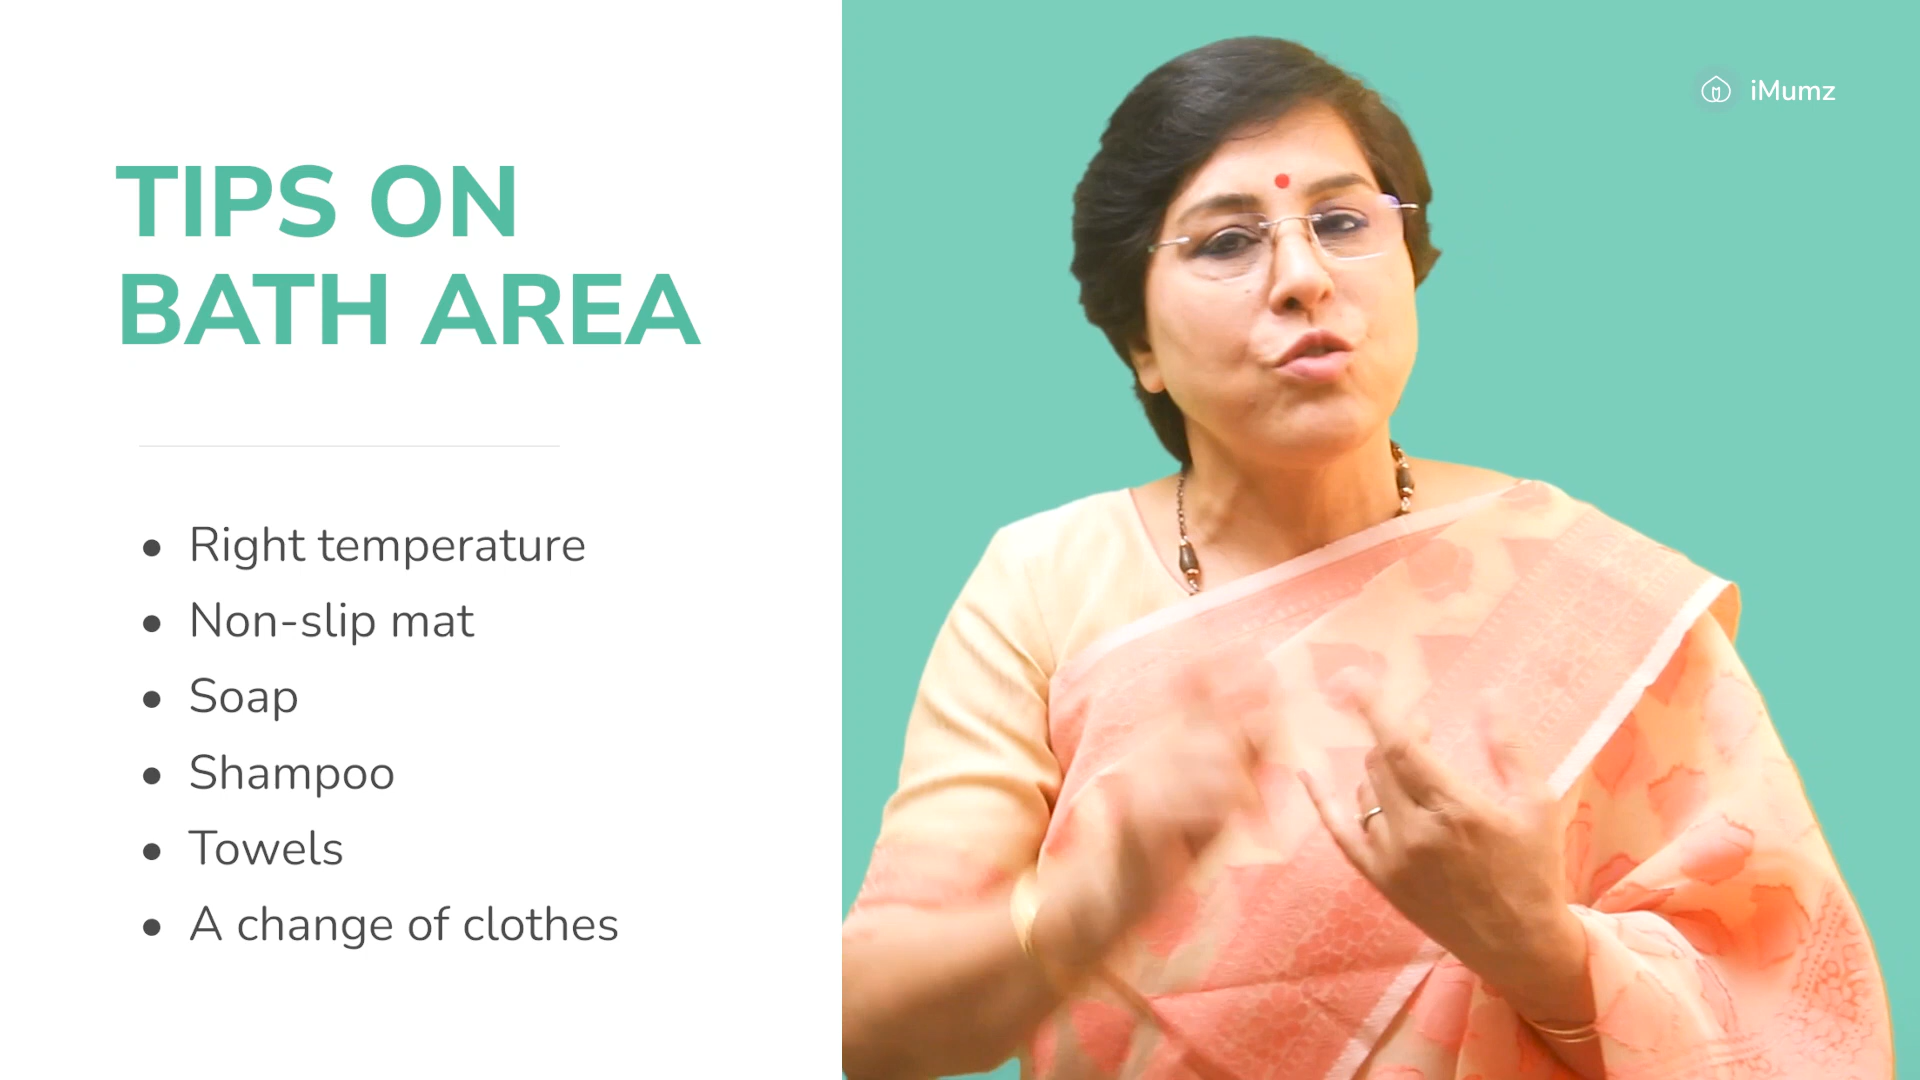 TIPS ON
BATH AREA
• Right temperature
• Non-slip mat
• Soap
• Shampoo
• Towels
• A change of clothes
iMumz